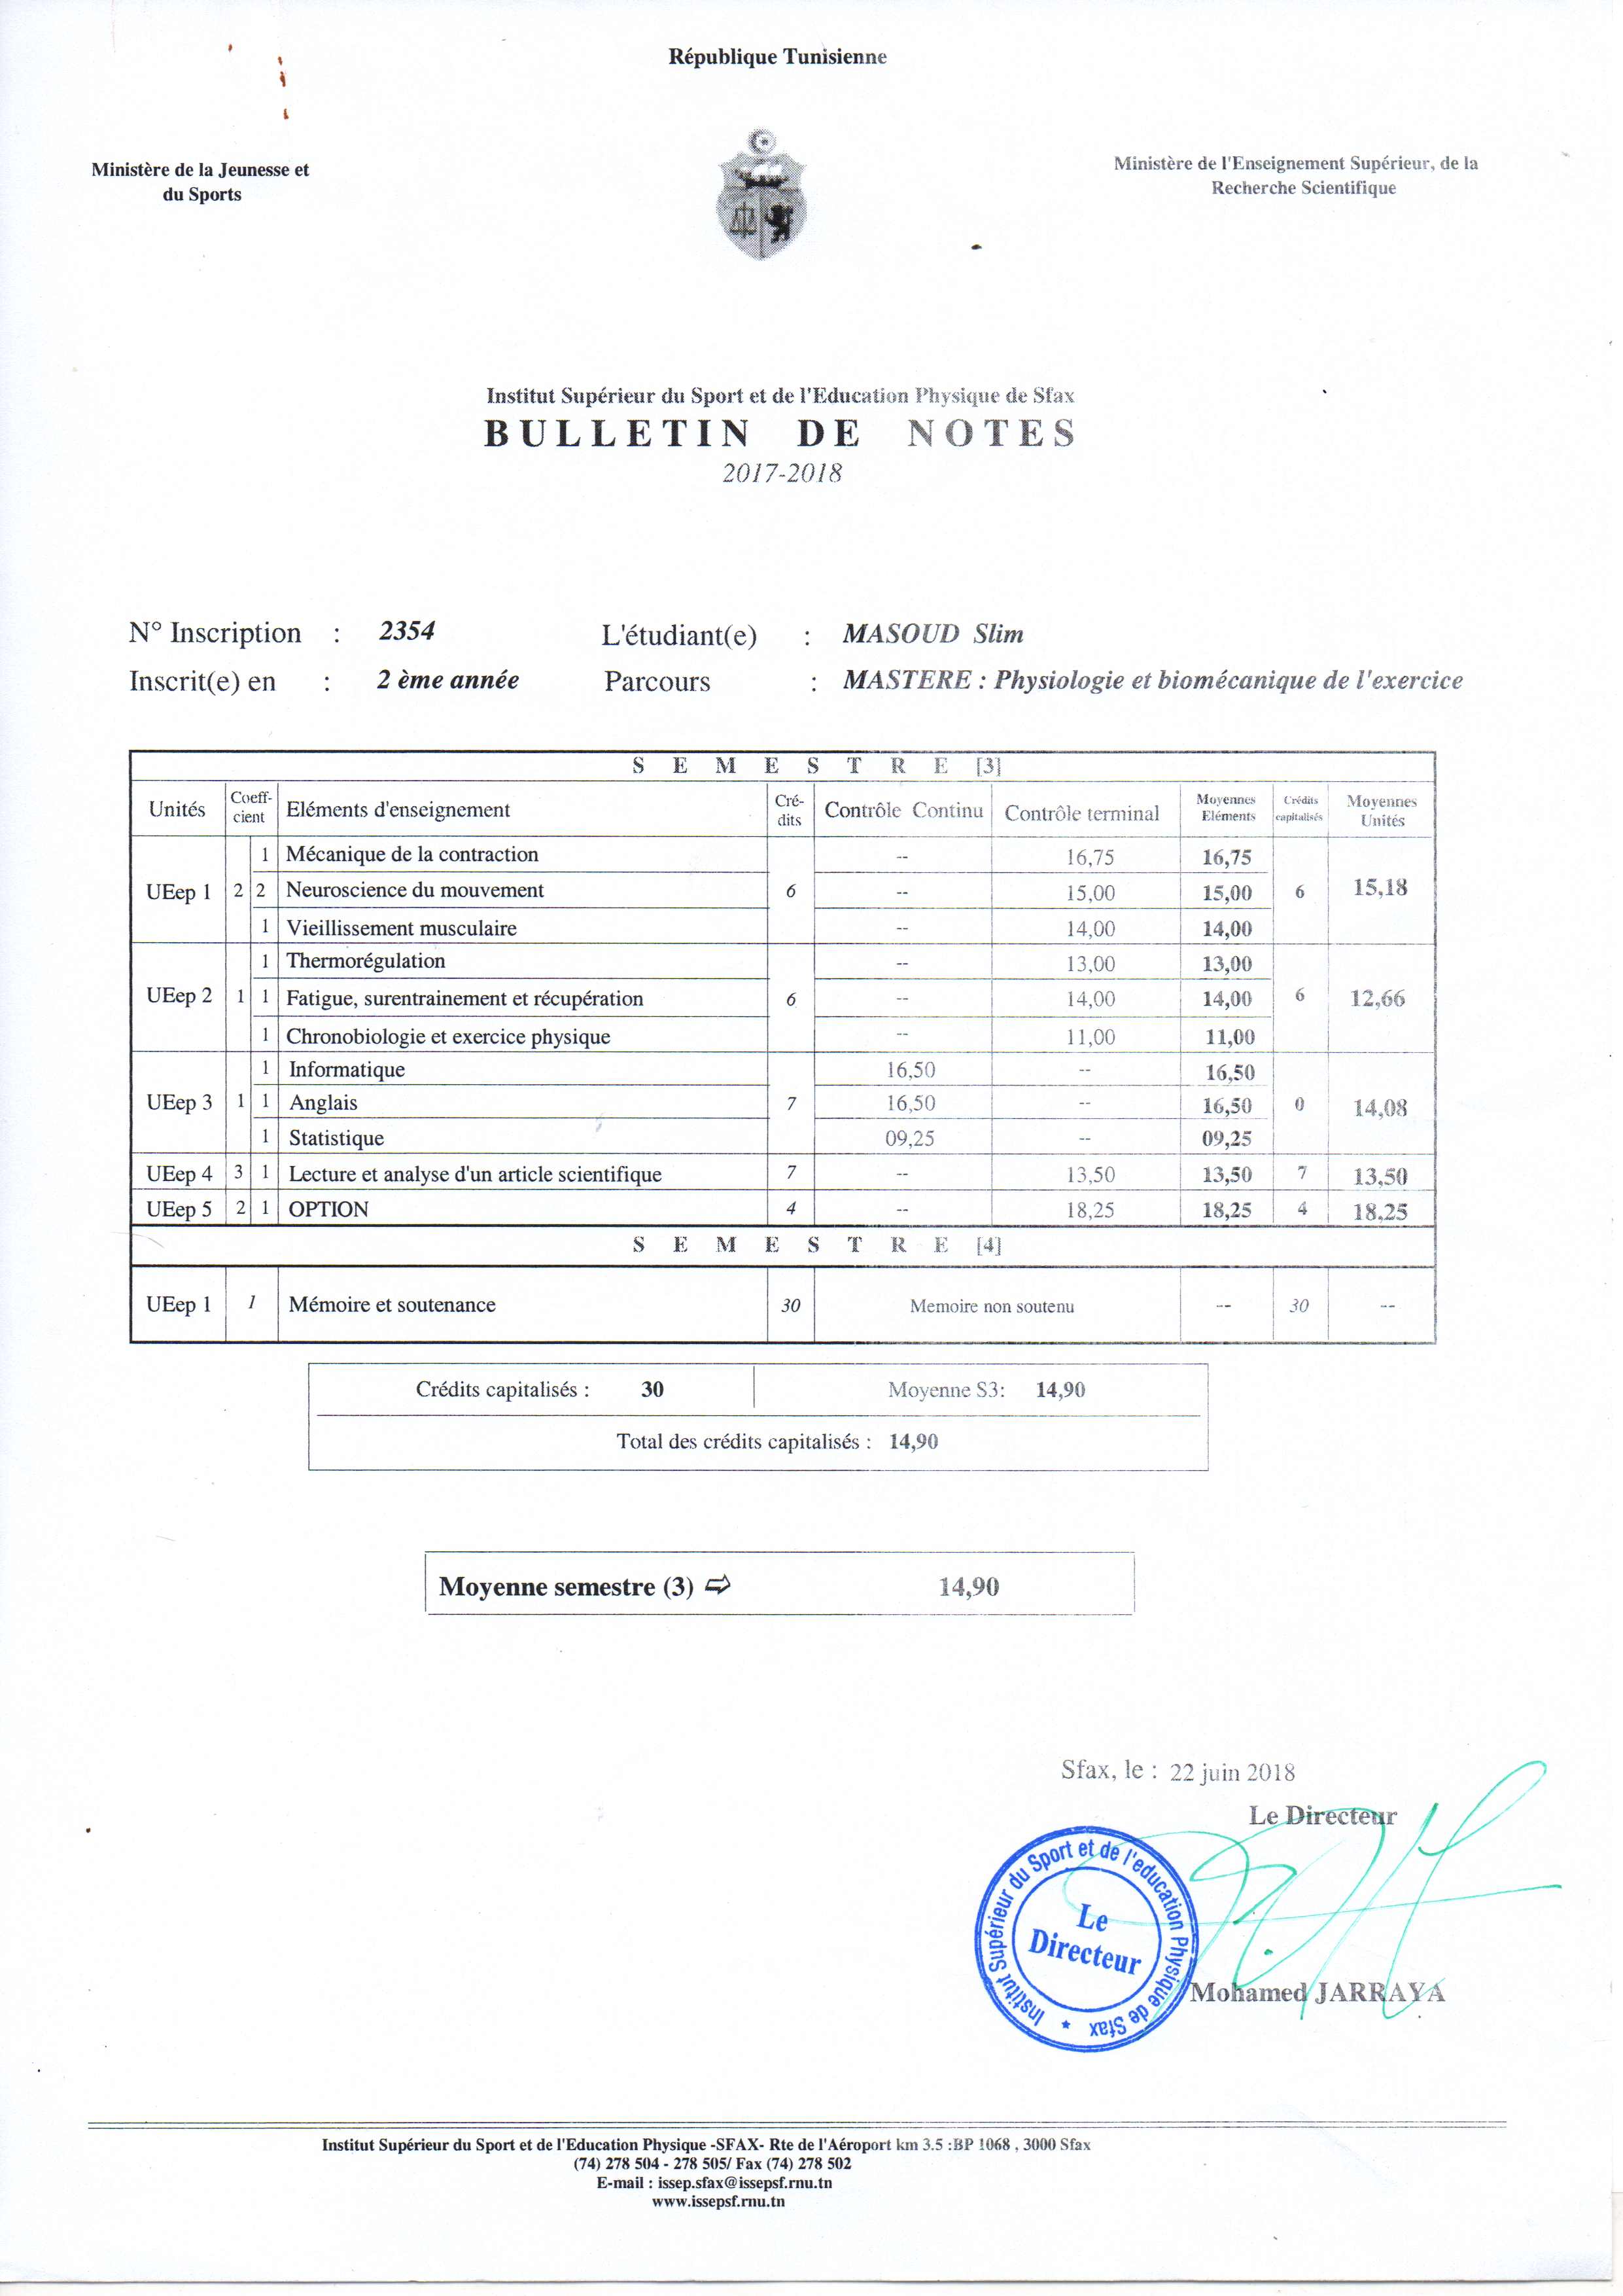 République Tunisienne
Ministère de la Jeunesse et
du Sports
Ministère de l'Enseignement Supérieur, de la
Recherche Scientifique
Institut Supérieur du Sport et de l'Education Physique de Sfax
BULLETIN DE NOTES
2017-2018
N° Inscription : 2354 L'étudiant(e) : MASOUD Slim
Inscrit(e) en : 2 ème année Parcours : MASTERE : Physiologie et biomécanique de l'exercice
SEMESTRE [3]
Unités Coeff-cient Eléments d'enseignement Cré-dits Contrôle Continu Contrôle terminal Moyennes Eléments Crédits capitalisés Moyennes Unités
1 Mécanique de la contraction -- 16,75 16,75
UEep 1 2 2 Neuroscience du mouvement 6 -- 15,00 15,00 6 15,18
1 Vieillissement musculaire -- 14,00 14,00
1 Thermorégulation -- 13,00 13,00
UEep 2 1 1 Fatigue, surentrainement et récupération 6 -- 14,00 14,00 6 12,66
1 Chronobiologie et exercice physique -- 11,00 11,00
1 Informatique 16,50 -- 16,50
UEep 3 1 1 Anglais 7 16,50 -- 16,50 0 14,08
1 Statistique 09,25 -- 09,25
UEep 4 3 1 Lecture et analyse d'un article scientifique 7 -- 13,50 13,50 7 13,50
UEep 5 2 1 OPTION 4 -- 18,25 18,25 4 18,25
SEMESTRE [4]
UEep 1 1 Mémoire et soutenance 30 Memoire non soutenu -- 30 --
Crédits capitalisés : 30 Moyenne S3: 14,90
Total des crédits capitalisés : 14,90
Moyenne semestre (3) ⇨ 14,90
Sfax, le : 22 juin 2018
Le Directeur
Institut Supérieur du Sport et de l'education Physique de Sfax
Le
Directeur
Mohamed JARRAYA
Institut Supérieur du Sport et de l'Education Physique -SFAX- Rte de l'Aéroport km 3.5 :BP 1068 , 3000 Sfax
(74) 278 504 - 278 505/ Fax (74) 278 502
E-mail : issep.sfax@issepsf.rnu.tn
www.issepsf.rnu.tn